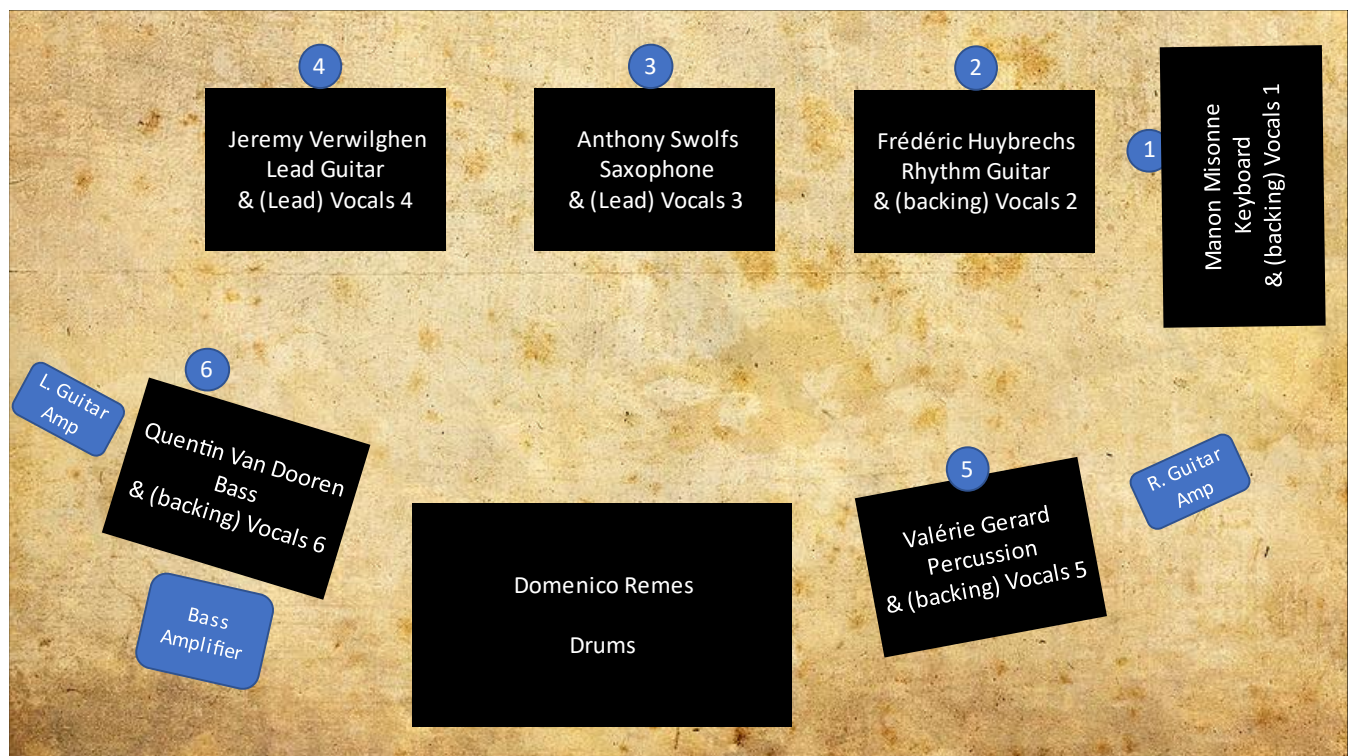 4
Jeremy Verwilghen
Lead Guitar
& (Lead) Vocals 4
3
Anthony Swolfs
Saxophone
& (Lead) Vocals 3
2
Frédéric Huybrechs
Rhythm Guitar
& (backing) Vocals 2
1
Manon Misonne
Keyboard
& (backing) Vocals 1
L. Guitar
Amp
6
Quentin Van Dooren
Bass
& (backing) Vocals 6
Bass
Amplifier
Domenico Remes
Drums
5
Valérie Gerard
Percussion
& (backing) Vocals 5
R. Guitar
Amp